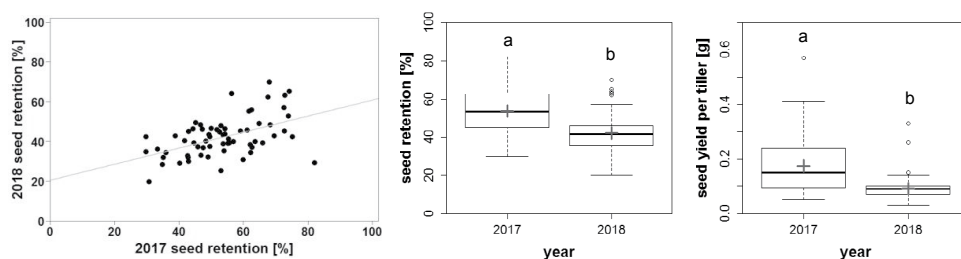 2018 seed retention [%]
100
80
60
40
20
0
0 20 40 60 80 100
2017 seed retention [%]
seed retention [%]
100
80
60
40
20
0
a
b
2017 2018
year
seed yield per tiller [g]
0.6
0.4
0.2
0.0
a
b
2017 2018
year